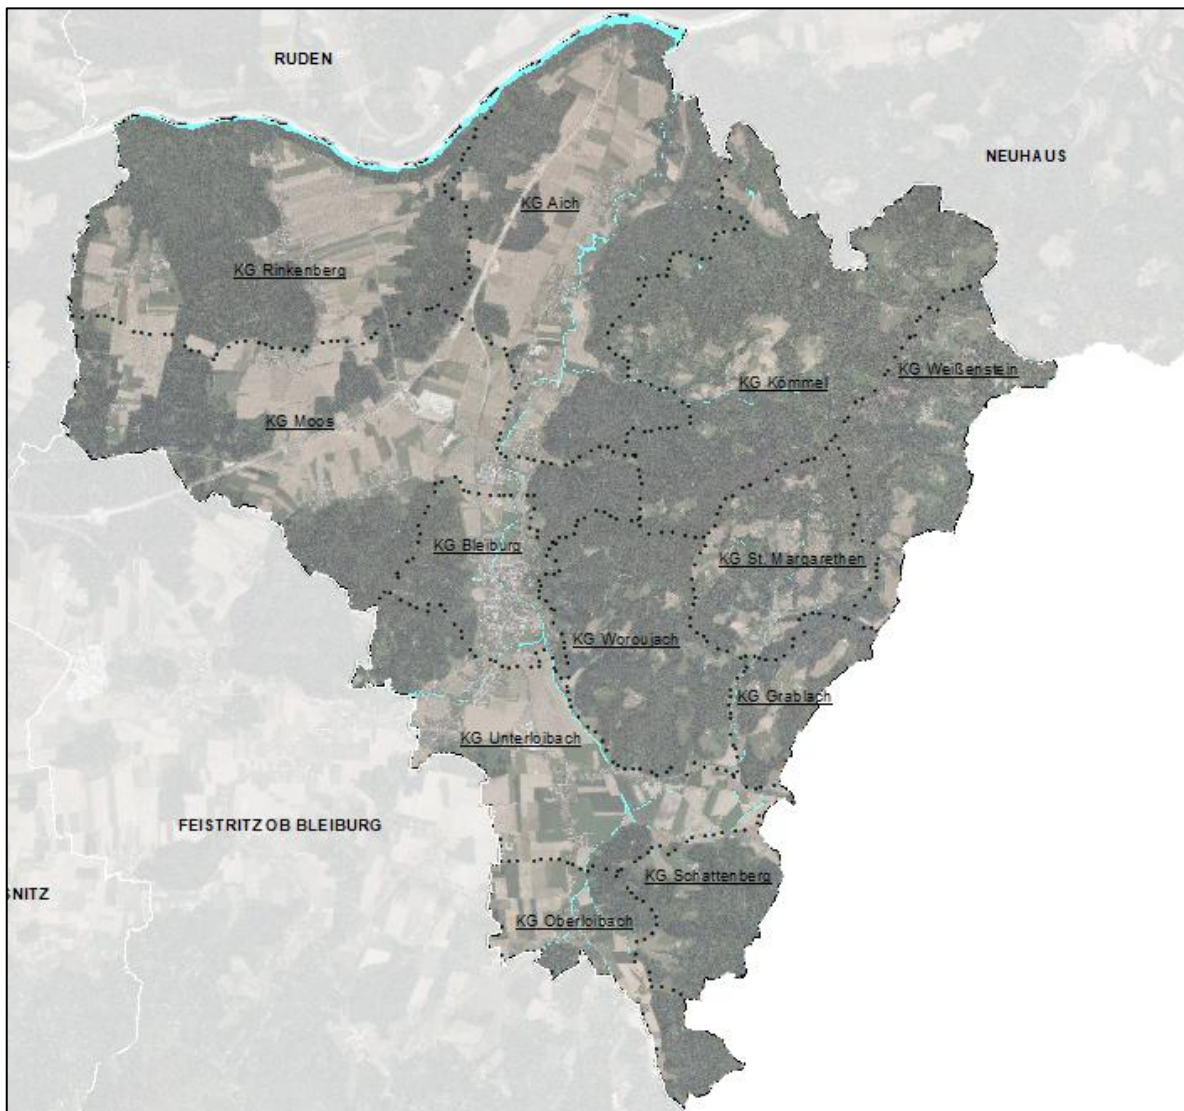 RUDEN
NEUHAUS
KG Aich
KG Rinkenberg
KG Weißenstein
KG Kömmel
KG Moos
KG Bleiburg
KG St. Margarethen
KG Woroujach
KG Grablach
KG Unterloibach
FEISTRITZ OB BLEIBURG
KG Schattenberg
SNITZ
KG Oberloibach